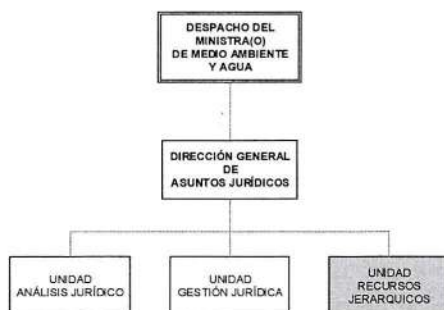 DESPACHO DEL
MINISTRA(O)
DE MEDIO AMBIENTE
Y AGUA
DIRECCIÓN GENERAL
DE
ASUNTOS JURÍDICOS
UNIDAD
ANÁLISIS JURÍDICO
UNIDAD
GESTIÓN JURÍDICA
UNIDAD
RECURSOS
JERARQUICOS